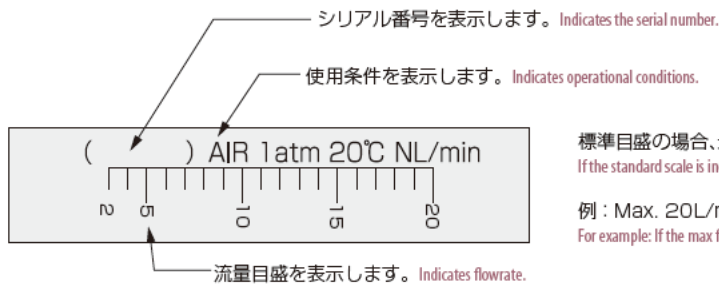 シリアル番号を表示します。Indicates the serial number.
使用条件を表示します。Indicates operational conditions.
( ) AIR 1atm 20℃ NL/min
2 5 10 15 20
流量目盛を表示します。Indicates flowrate.
標準目盛の場合、
If the standard scale is in
例：Max. 20L/
For example: If the max